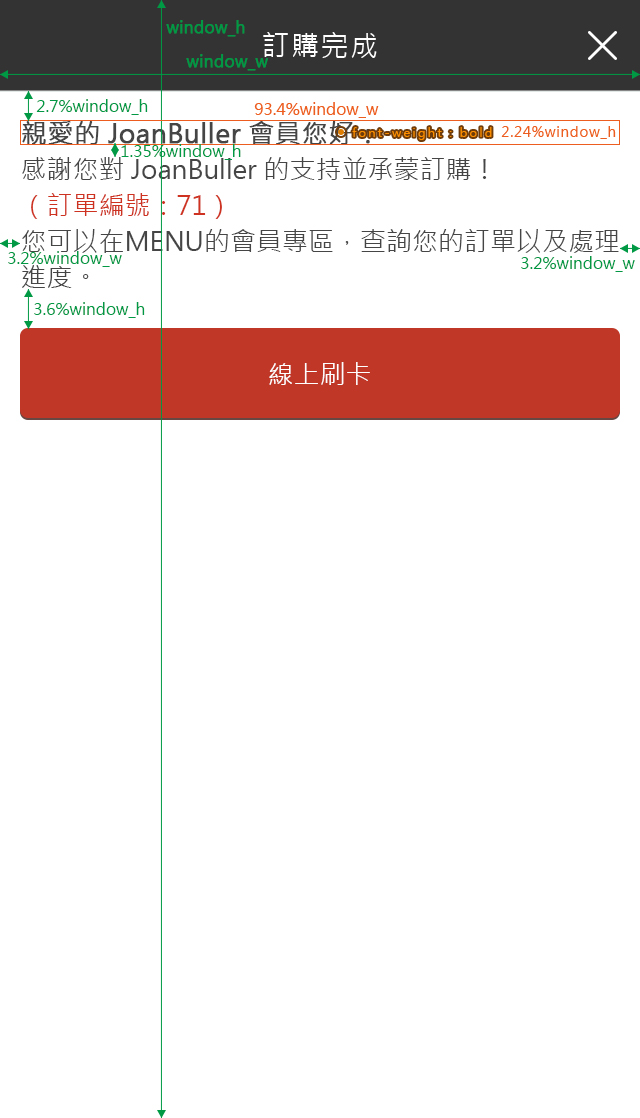 window_h
訂購完成
window_w
2.7%window_h
93.4%window_w
親愛的 JoanBuller 會員您好！
font-weight : bold
2.24%window_h
1.35%window_h
感謝您對 JoanBuller 的支持並承蒙訂購！
（訂單編號：71）
您可以在MENU的會員專區，查詢您的訂單以及處理
3.2%window_w
3.2%window_w
進度。
3.6%window_h
線上刷卡